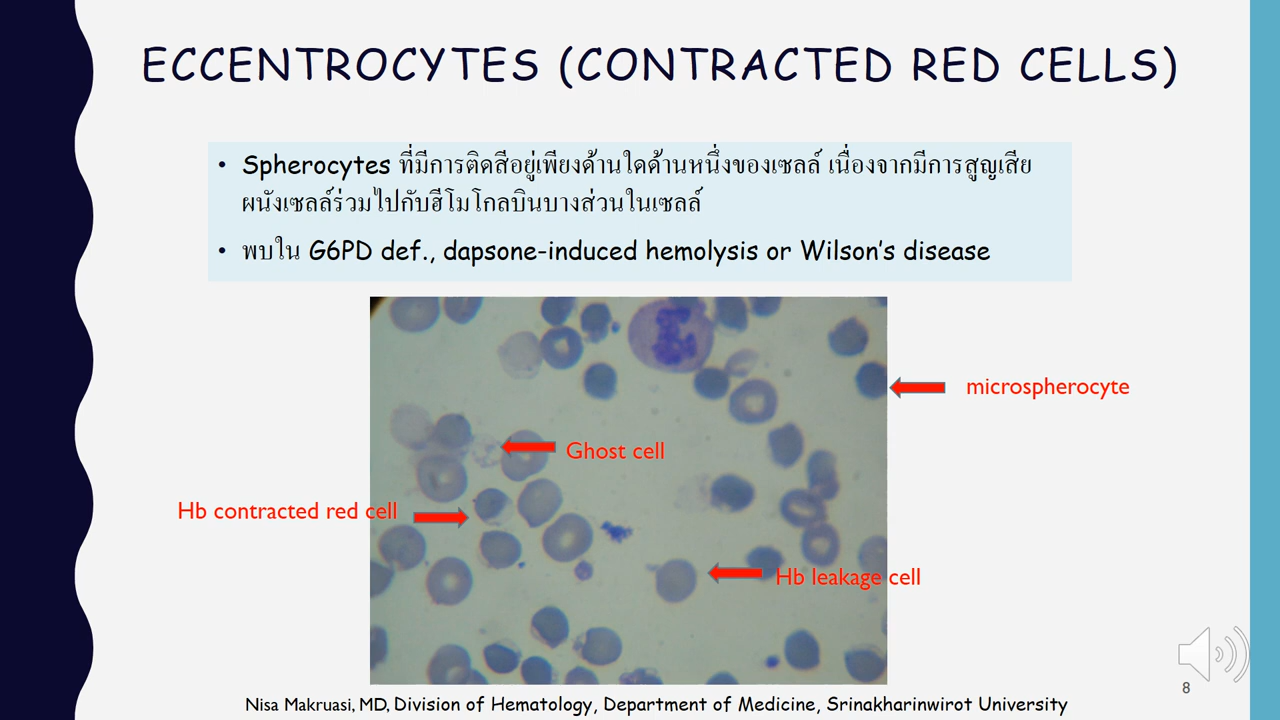 ECCENTROCYTES (CONTRACTED RED CELLS)
• Spherocytes ที่มีการติดสีอยู่เพียงด้านใดด้านหนึ่งของเซลล์ เนื่องจากมีการสูญเสีย
ผนังเซลล์ร่วมไปกับฮีโมโกลบินบางส่วนในเซลล์
• พบใน G6PD def., dapsone-induced hemolysis or Wilson’s disease
microspherocyte
Ghost cell
Hb contracted red cell
Hb leakage cell
8
Nisa Makruasi, MD, Division of Hematology, Department of Medicine, Srinakharinwirot University